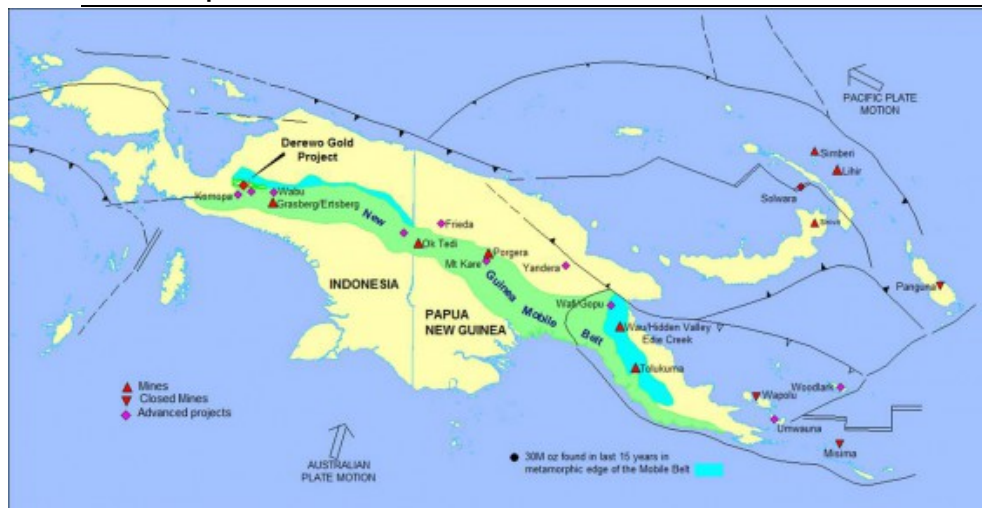 PACIFIC PLATE
MOTION
Derewo Gold
Project
Simberi
Lihir
Solwara
Kemope
Wabu
Grasberg/Ertsberg
New
Frieda
Ok Tedi
Porgera
Mt Kare
Yandera
Guinea
Mobile
Belt
INDONESIA
PAPUA
NEW GUINEA
Panguna
Wafi/Gopu
Wau/Hidden Valley
Edie Creek
Tolukuma
Woodlark
Wapolu
Umwauna
Misima
Mines
Closed Mines
Advanced projects
AUSTRALIAN
PLATE MOTION
30M oz found in last 15 years in
metamorphic edge of the Mobile Belt